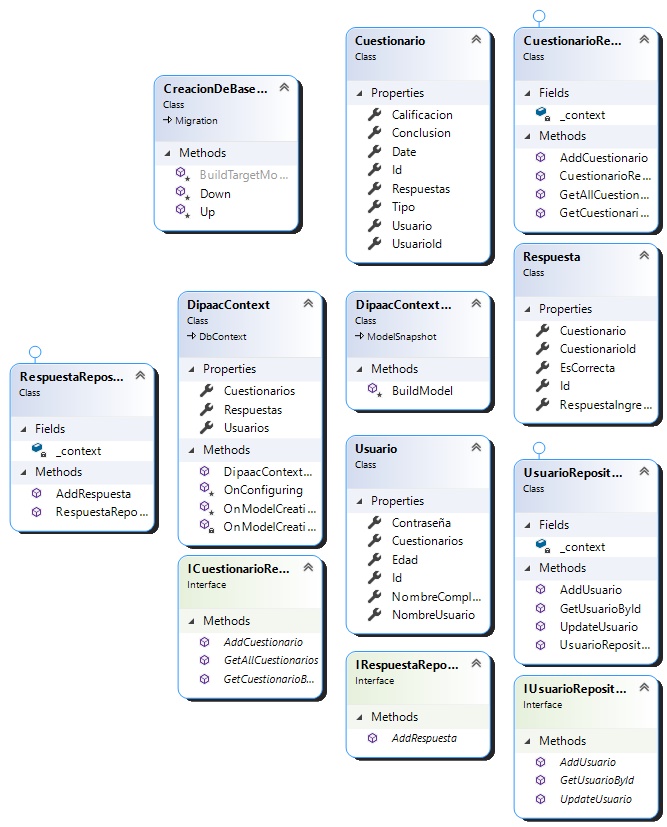 CreacionDeBase...
Class
Migration
Methods
BuildTargetMo...
Down
Up
Cuestionario
Class
Properties
Calificacion
Conclusion
Date
Id
Respuestas
Tipo
Usuario
UsuarioId
CuestionarioRe...
Class
Fields
_context
Methods
AddCuestionario
CuestionarioRe...
GetAllCuestion...
GetCuestionari...
Respuesta
Class
Properties
Cuestionario
CuestionarioId
EsCorrecta
Id
RespuestaIngre...
RespuestaRepos...
Class
Fields
_context
Methods
AddRespuesta
RespuestaRepo...
DipaacContext
Class
DbContext
Properties
Cuestionarios
Respuestas
Usuarios
Methods
DipaacContext...
OnConfiguring
OnModelCreati...
OnModelCreati...
DipaacContext...
Class
ModelSnapshot
Methods
BuildModel
Usuario
Class
Properties
Contraseña
Cuestionarios
Edad
Id
NombreCompl...
NombreUsuario
UsuarioReposit...
Class
Fields
_context
Methods
AddUsuario
GetUsuarioById
UpdateUsuario
UsuarioReposit...
ICuestionarioRe...
Interface
Methods
AddCuestionario
GetAllCuestionarios
GetCuestionarioB...
IRespuestaRepo...
Interface
Methods
AddRespuesta
IUsuarioReposit...
Interface
Methods
AddUsuario
GetUsuarioById
UpdateUsuario